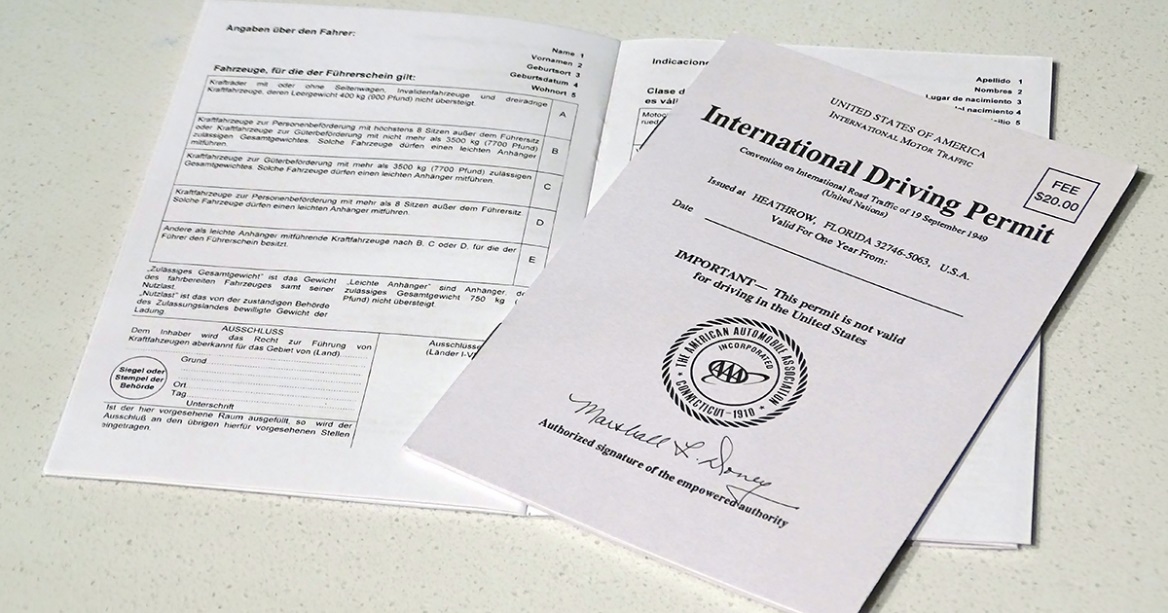 Angaben über den Fahrer:
Name 1
Vornamen 2
Geburtsort 3
Geburtsdatum 4
Wohnort 5
Fahrzeuge, für die der Führerschein gilt:
Krafträder mit oder ohne Seitenwagen, Invalidenfahrzeuge und dreirädrige
Kraftfahrzeuge, deren Leergewicht 400 kg (900 Pfund) nicht übersteigt.
A
Kraftfahrzeuge zur Personenbeförderung mit höchstens 8 Sitzen außer dem Führersitz
oder Kraftfahrzeuge zur Güterbeförderung mit nicht mehr als 3500 kg (7700 Pfund)
zulässigen Gesamtgewichtes. Solche Fahrzeuge dürfen einen leichten Anhänger
mitführen.
B
Kraftfahrzeuge zur Güterbeförderung mit mehr als 3500 kg (7700 Pfund) zulässigen
Gesamtgewichtes. Solche Fahrzeuge dürfen einen leichten Anhänger mitführen.
C
Kraftfahrzeuge zur Personenbeförderung mit mehr als 8 Sitzen außer dem Führersitz.
Solche Fahrzeuge dürfen einen leichten Anhänger mitführen.
D
Andere als leichte Anhänger mitführende Kraftfahrzeuge nach B, C oder D, für die der
Führer den Führerschein besitzt.
E
„Zulässiges Gesamtgewicht" ist das Gewicht
des fahrbereiten Fahrzeuges samt seiner
Nutzlast.
„Nutzlast" ist das von der zuständigen Behörde
des Zulassungslandes bewilligte Gewicht der
Ladung
„Leichte Anhänger" sind Anhänger,
zulässiges Gesamtgewicht 750 kg
Pfund) nicht übersteigt
AUSSCHLUSS
Dem Inhaber wird das Recht zur Führung von
Kraftfahrzeugen aberkannt für das Gebiet von (Land)
Siegel oder
Stempel der
Behörde
Grund
Ort
Tag
Unterschrift
Ist der hier vorgesehene Raum ausgefüllt, so wird der
Ausschluß an den übrigen hierfür vorgesehenen Stellen
eingetragen.
Ausschlüsse
(Länder I-V
Indicacion
Apellido 1
Nombres 2
Lugar de nacimiento 3
nacimiento 4
5
Clase d
es váli
Motoc
rued
UNITED STATES OF AMERICA
INTERNATIONAL MOTOR TRAFFIC
International Driving Permit
Convention on International Road Traffic of 19 September 1949
(United Nations)
FEE
$20.00
Issued at HEATHROW, FLORIDA 32746-5063, U.S.A.
Valid For One Year From:
Date
IMPORTANT— This permit is not valid
for driving in the United States
THE AMERICAN AUTOMOBILE ASSOCIATION
INCORPORATED
AAA
CONNECTICUT - 1910
Marshall L. Doney
Authorized signature of the empowered authority